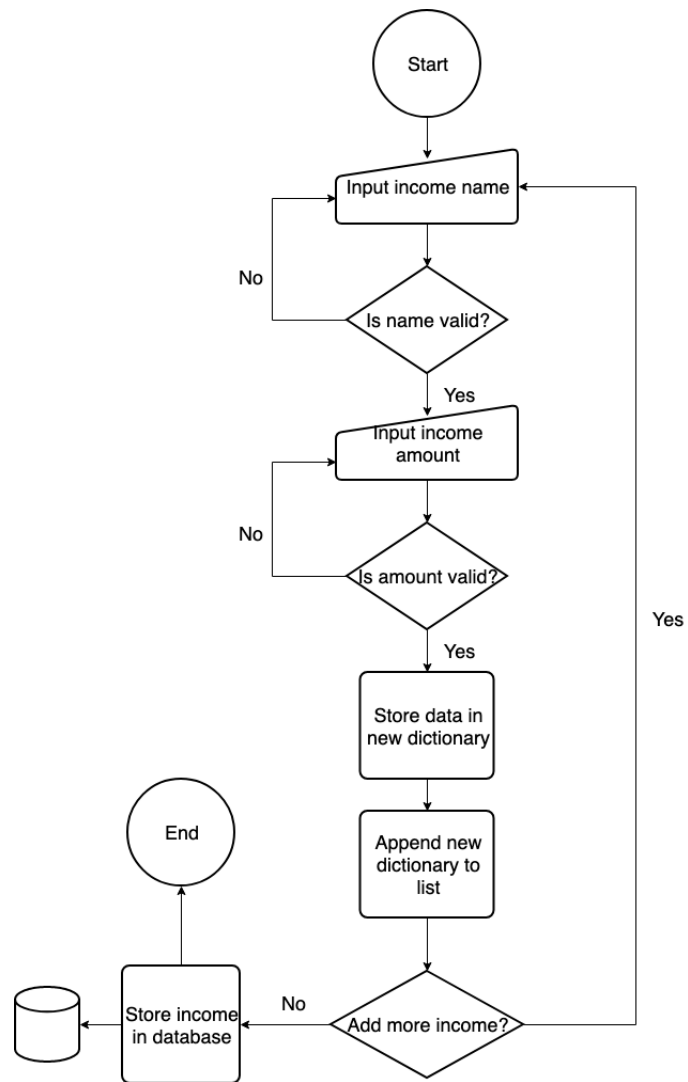 Start
Input income name
No
Is name valid?
Yes
Input income
amount
No
Is amount valid?
Yes
Yes
Store data in
new dictionary
End
Append new
dictionary to
list
Store income
in database
No
Add more income?